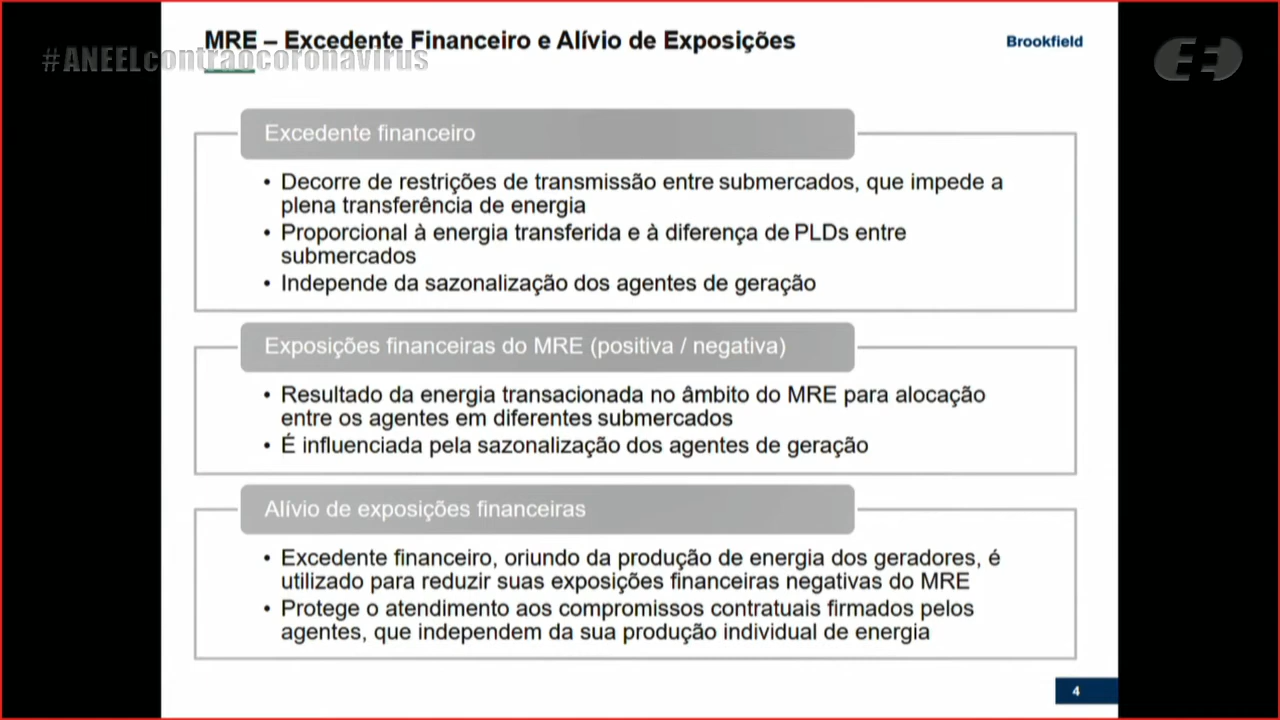 MRE – Excedente Financeiro e Alívio de Exposições
#ANEELcontraocoronavirus
Brookfield
Excedente financeiro
• Decorre de restrições de transmissão entre submercados, que impede a
plena transferência de energia
• Proporcional à energia transferida e à diferença de PLDs entre
submercados
• Independe da sazonalização dos agentes de geração
Exposições financeiras do MRE (positiva / negativa)
• Resultado da energia transacionada no âmbito do MRE para alocação
entre os agentes em diferentes submercados
• É influenciada pela sazonalização dos agentes de geração
Alívio de exposições financeiras
• Excedente financeiro, oriundo da produção de energia dos geradores, é
utilizado para reduzir suas exposições financeiras negativas do MRE
• Protege o atendimento aos compromissos contratuais firmados pelos
agentes, que independem da sua produção individual de energia
4